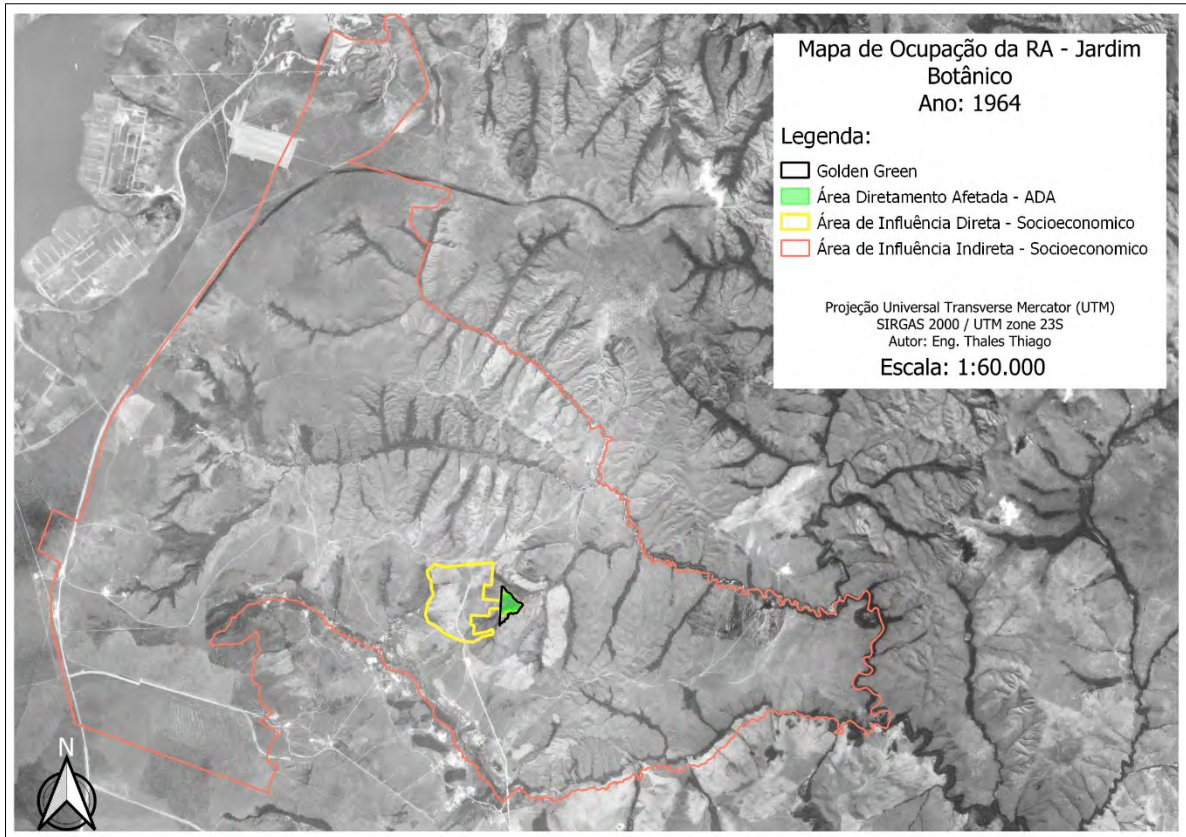 Mapa de Ocupação da RA - Jardim
Botânico
Ano: 1964
Legenda:
Golden Green
Área Diretamento Afetada - ADA
Área de Influência Direta - Socioeconomico
Área de Influência Indireta - Socioeconomico
Projeção Universal Transverse Mercator (UTM)
SIRGAS 2000 / UTM zone 23S
Autor: Eng. Thales Thiago
Escala: 1:60.000
N